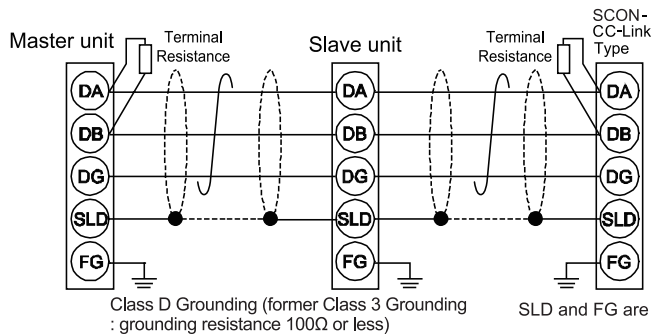 Master unit
Terminal
Resistance
Slave unit
Terminal
Resistance
SCON-
CC-Link
Type
DA DA DA
DB DB DB
DG DG DG
SLD SLD SLD
FG FG FG
Class D Grounding (former Class 3 Grounding
: grounding resistance 100Ω or less)
SLD and FG are